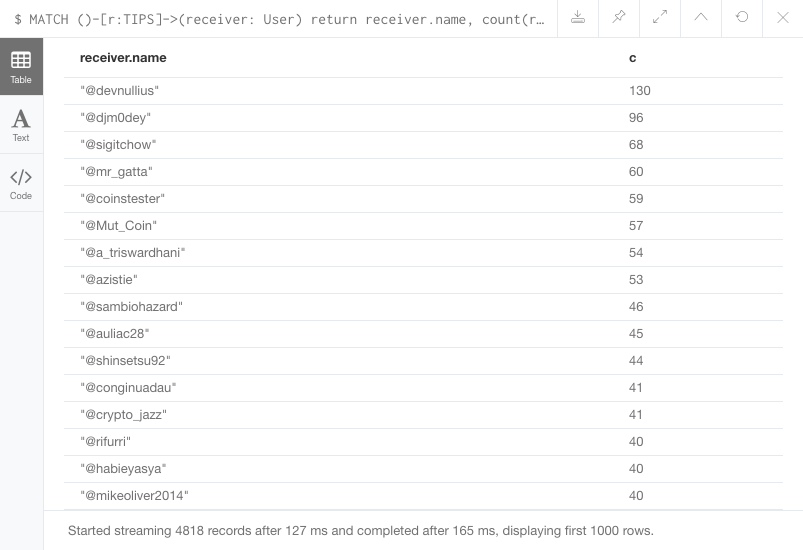 $ MATCH ()-[r:TIPS]->(receiver: User) return receiver.name, count(r…
Table
Text
Code
receiver.name c
"@devnullius" 130
"@djm0dey" 96
"@sigitchow" 68
"@mr_gatta" 60
"@coinstester" 59
"@Mut_Coin" 57
"@a_triswardhani" 54
"@azistie" 53
"@sambiohazard" 46
"@auliac28" 45
"@shinsetsu92" 44
"@conginuadau" 41
"@crypto_jazz" 41
"@rifurri" 40
"@habieyasya" 40
"@mikeoliver2014" 40
Started streaming 4818 records after 127 ms and completed after 165 ms, displaying first 1000 rows.